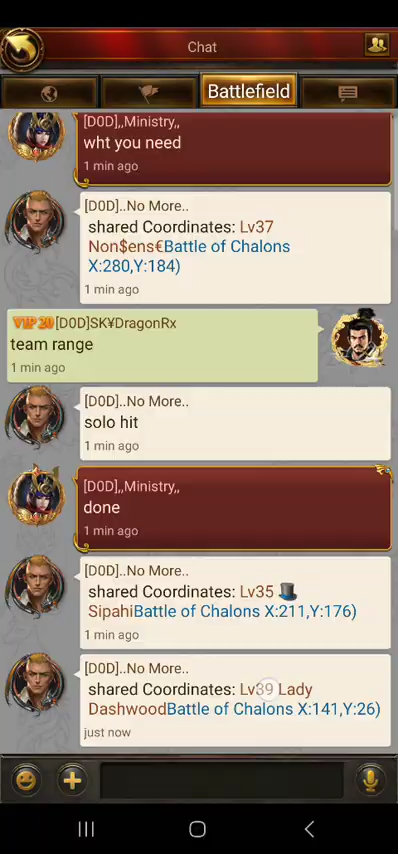 Chat
Battlefield
[D0D],,Ministry,,
wht you need
1 min ago
[D0D]..No More..
shared Coordinates: Lv37
Non$ens€Battle of Chalons
X:280,Y:184)
1 min ago
VIP 20 [D0D]SK¥DragonRx
team range
1 min ago
[D0D]..No More..
solo hit
1 min ago
[D0D],,Ministry,,
done
1 min ago
[D0D]..No More..
shared Coordinates: Lv35 🎩
SipahiBattle of Chalons X:211,Y:176)
1 min ago
[D0D]..No More..
shared Coordinates: Lv39 Lady
DashwoodBattle of Chalons X:141,Y:26)
just now